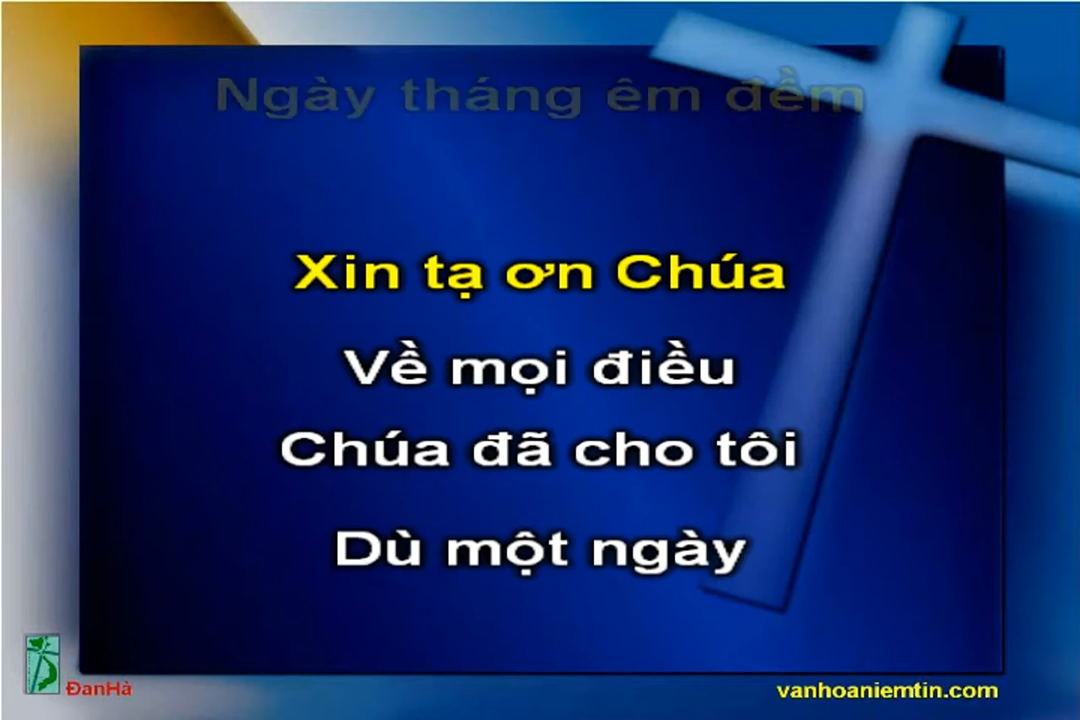 Ngày tháng êm đềm
Xin tạ ơn Chúa
Về mọi điều
Chúa đã cho tôi
Dù một ngày
ĐanHà
vanhoaniemtin.com